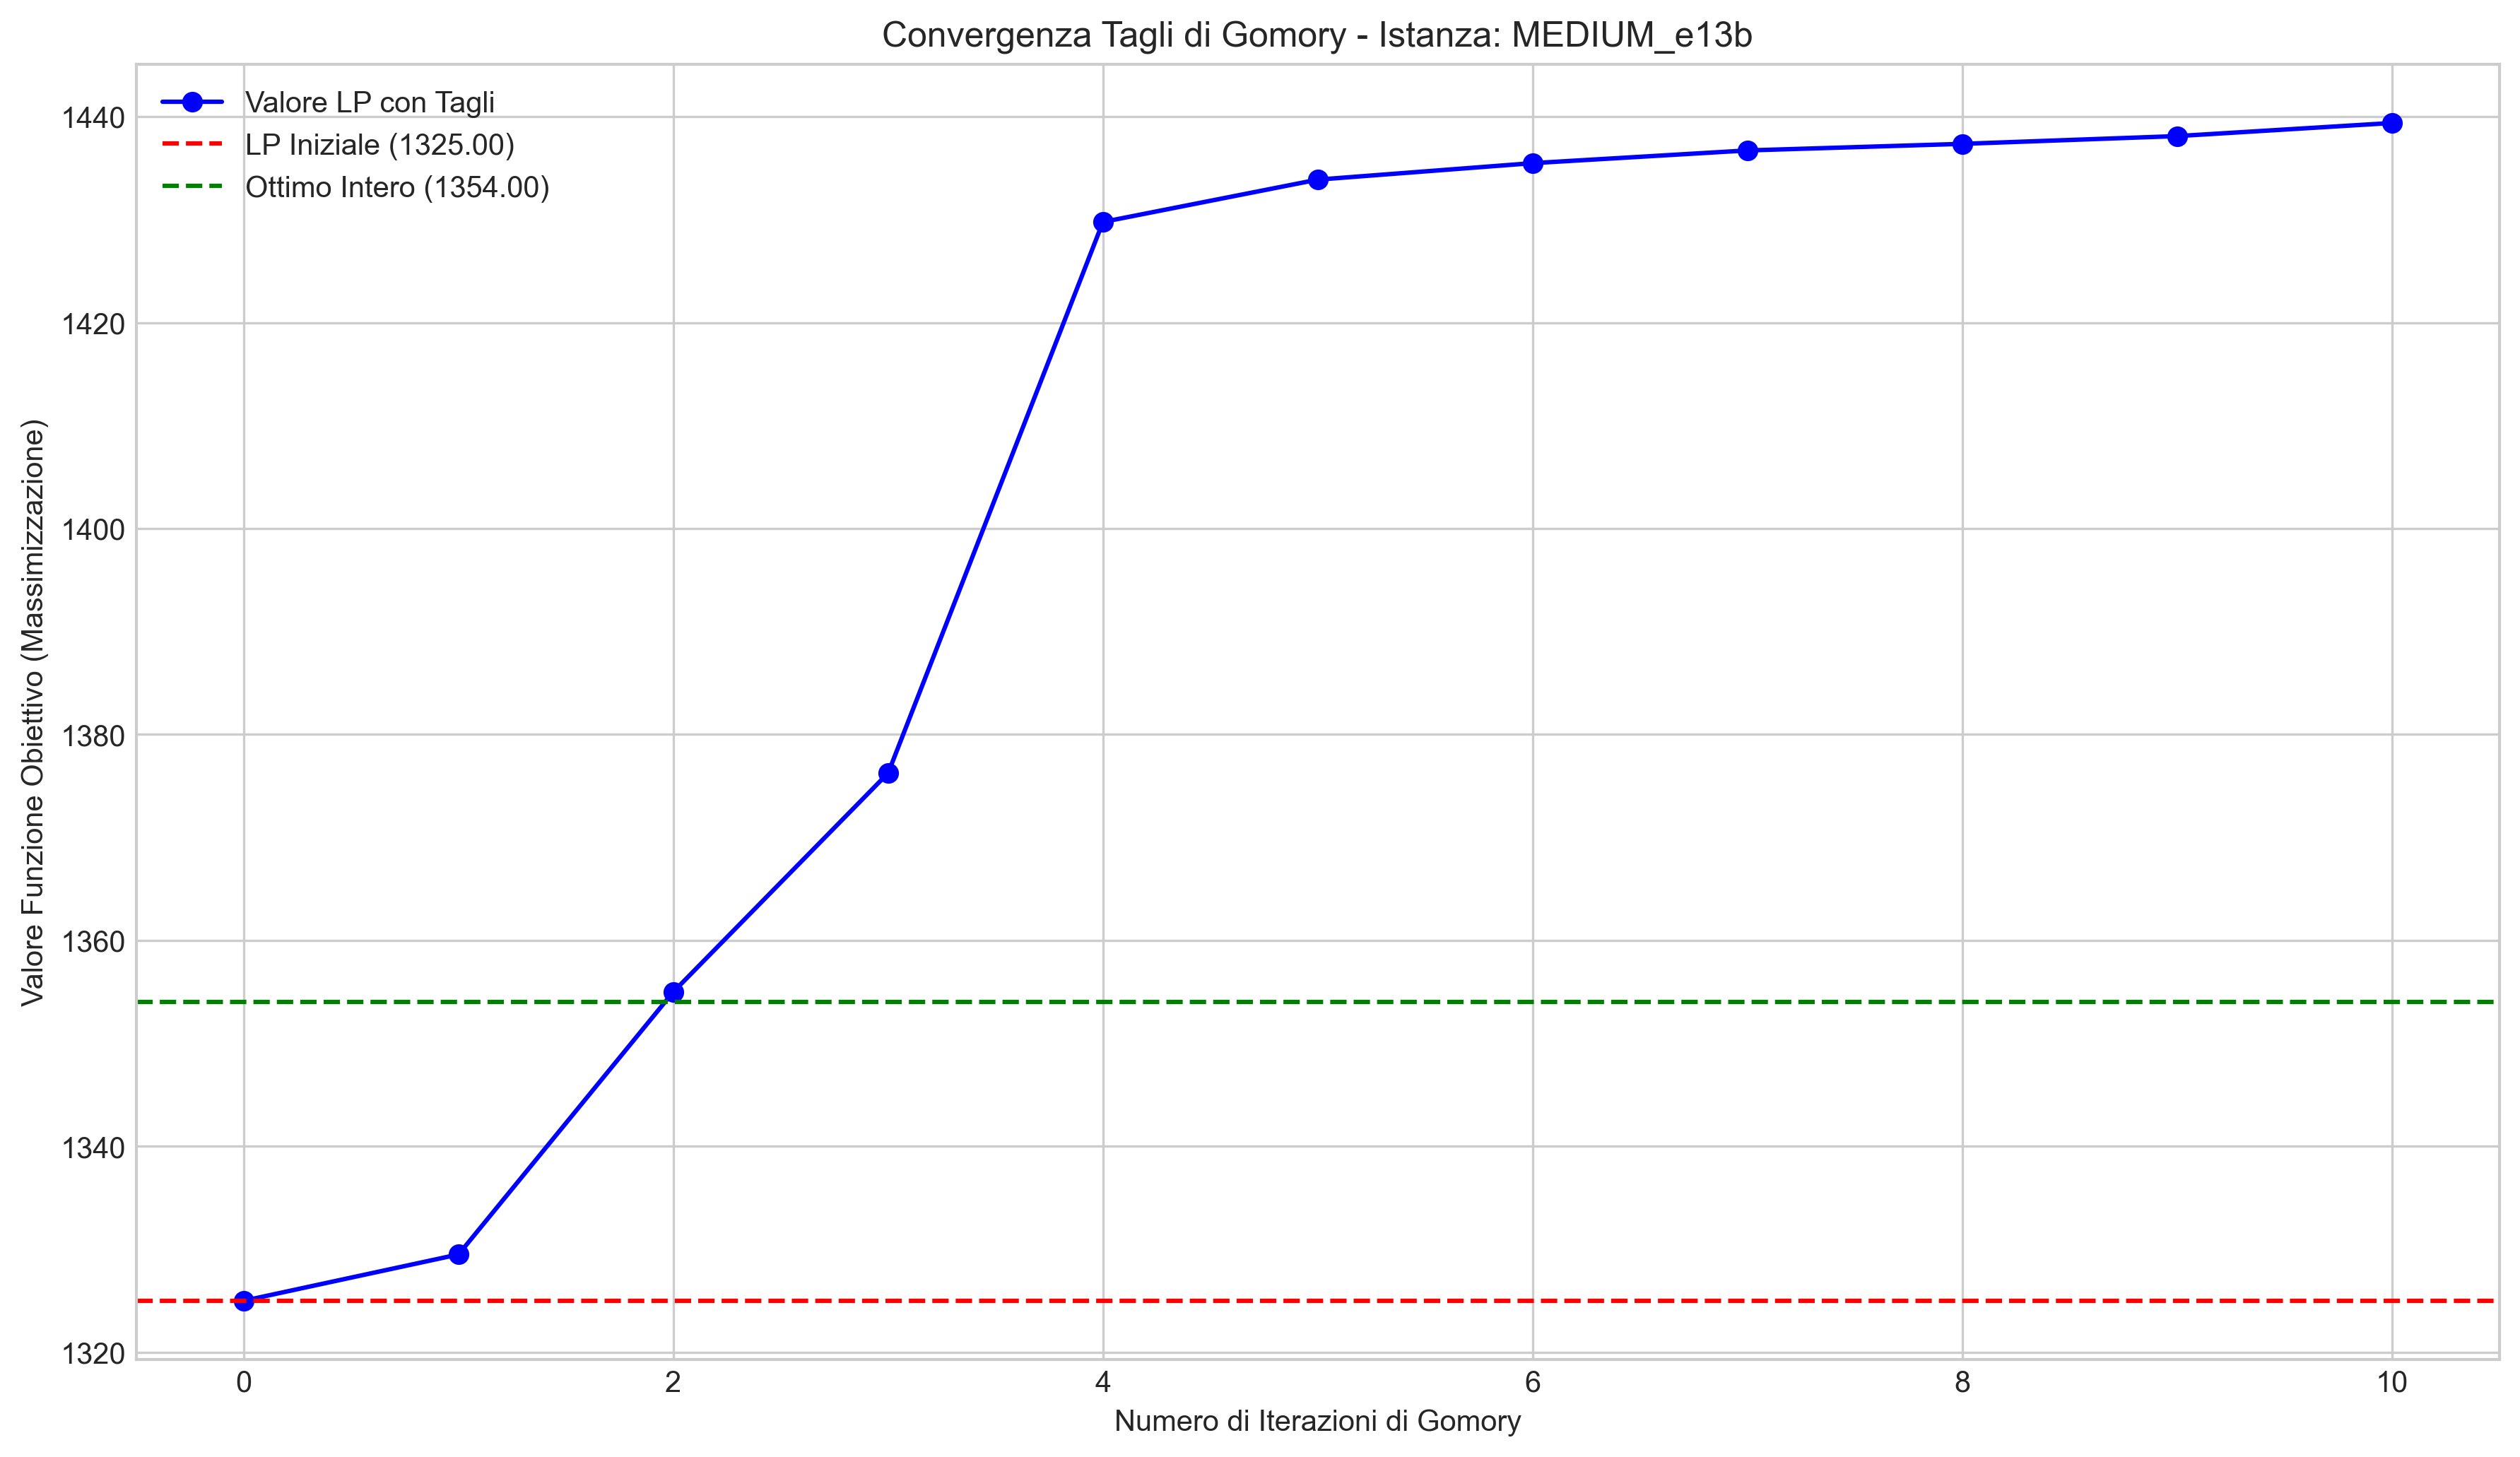 Convergenza Tagli di Gomory - Istanza: MEDIUM_e13b
Valore LP con Tagli
LP Iniziale (1325.00)
Ottimo Intero (1354.00)
Valore Funzione Obiettivo (Massimizzazione)
1440
1420
1400
1380
1360
1340
1320
0 2 4 6 8 10
Numero di Iterazioni di Gomory